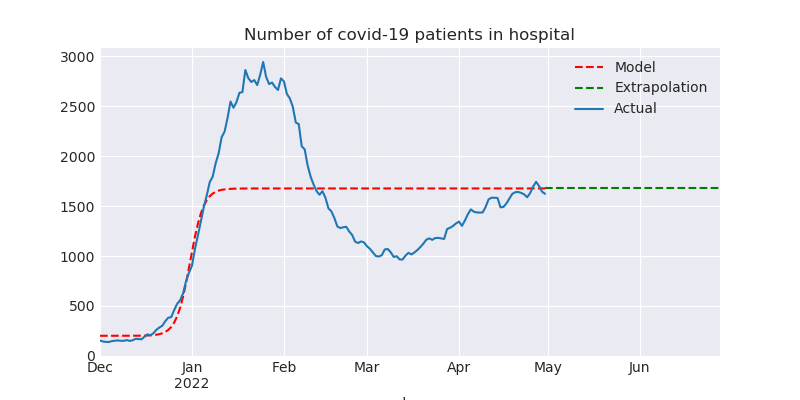 Number of covid-19 patients in hospital
3000
2500
2000
1500
1000
500
0
Model
Extrapolation
Actual
Dec Jan Feb Mar Apr May Jun
2022